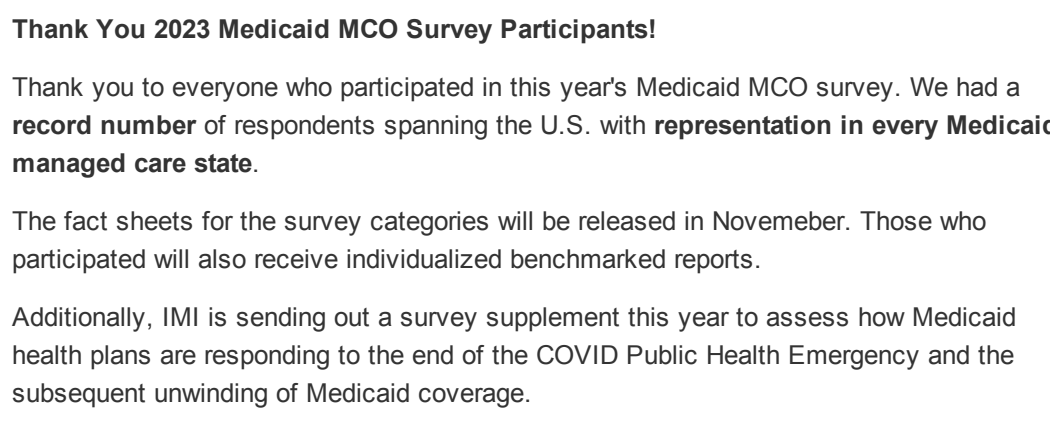 Thank You 2023 Medicaid MCO Survey Participants!
Thank you to everyone who participated in this year's Medicaid MCO survey. We had a
record number of respondents spanning the U.S. with representation in every Medicaid
managed care state.
The fact sheets for the survey categories will be released in Novemeber. Those who
participated will also receive individualized benchmarked reports.
Additionally, IMI is sending out a survey supplement this year to assess how Medicaid
health plans are responding to the end of the COVID Public Health Emergency and the
subsequent unwinding of Medicaid coverage.